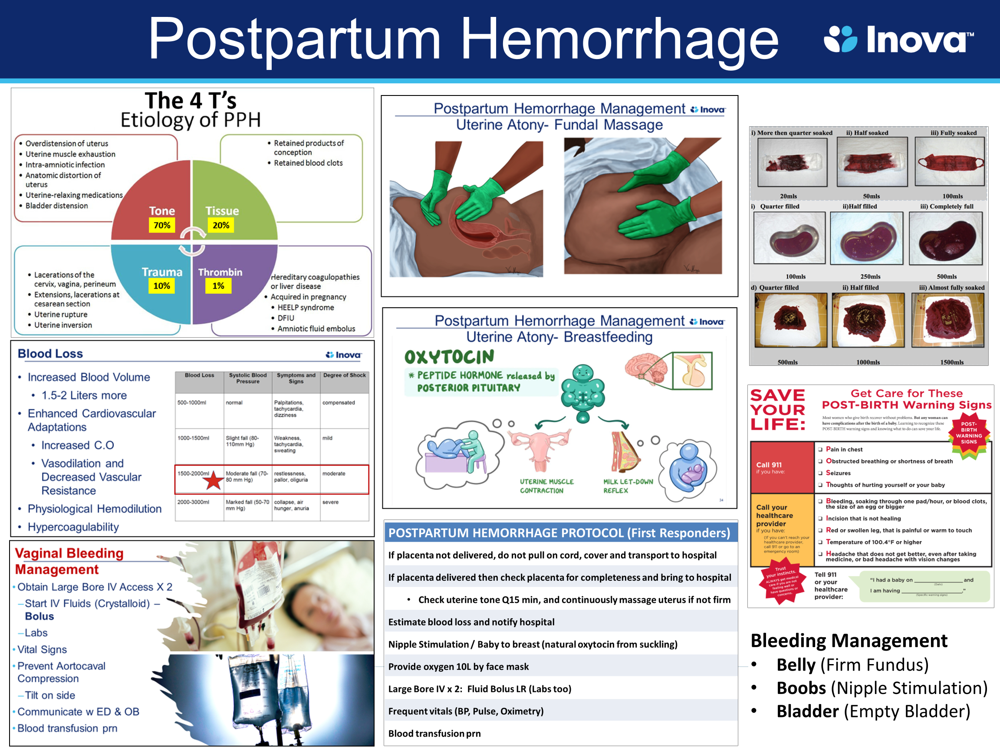 Postpartum Hemorrhage
Inova™
The 4 T's
Etiology of PPH
• Overdistension of uterus
• Uterine muscle exhaustion
• Intra-amniotic infection
• Anatomic distortion of
uterus
• Uterine-relaxing medications
• Bladder distension
• Retained products of
conception
• Retained blood clots
Tone
70%
Tissue
20%
Trauma
10%
Thrombin
1%
• Lacerations of the
cervix, vagina, perineum
• Extensions, lacerations at
cesarean section
• Uterine rupture
• Uterine inversion
Hereditary coagulopathies
or liver disease
• Acquired in pregnancy
• HEELP syndrome
• DFIU
• Amniotic fluid embolus
Blood Loss
Inova
• Increased Blood Volume
• 1.5-2 Liters more
• Enhanced Cardiovascular
Adaptations
• Increased C.O
• Vasodilation and
Decreased Vascular
Resistance
• Physiological Hemodilution
• Hypercoagulability
Blood Loss Systolic Blood Pressure Symptoms and Signs Degree of Shock
500-1000ml normal Palpitations, tachycardia, dizziness compensated
1000-1500ml Slight fall (80-110mm Hg) Weakness, tachycardia, sweating mild
1500-2000ml Moderate fall (70-80 mm Hg) restlessness, pallor, oliguria moderate
2000-3000ml Marked fall (50-70 mm Hg) collapse, air hunger, anuria severe
Vaginal Bleeding
Management
• Obtain Large Bore IV Access X 2
–Start IV Fluids (Crystalloid) –
Bolus
–Labs
• Vital Signs
• Prevent Aortocaval
Compression
–Tilt on side
• Communicate w ED & OB
• Blood transfusion prn
Postpartum Hemorrhage Management Inova
Uterine Atony- Fundal Massage
Postpartum Hemorrhage Management Inova
Uterine Atony- Breastfeeding
OXYTOCIN
* PEPTIDE HORMONE released by
POSTERIOR PITUITARY
UTERINE MUSCLE
CONTRACTION
MILK LET-DOWN
REFLEX
34
POSTPARTUM HEMORRHAGE PROTOCOL (First Responders)
If placenta not delivered, do not pull on cord, cover and transport to hospital
If placenta delivered then check placenta for completeness and bring to hospital
• Check uterine tone Q15 min, and continuously massage uterus if not firm
Estimate blood loss and notify hospital
Nipple Stimulation / Baby to breast (natural oxytocin from suckling)
Provide oxygen 10L by face mask
Large Bore IV x 2: Fluid Bolus LR (Labs too)
Frequent vitals (BP, Pulse, Oximetry)
Blood transfusion prn
i) More then quarter soaked ii) Half soaked iii) Fully soaked
20mls 50mls 100mls
i) Quarter filled ii)Half filled iii) Completely full
100mls 250mls 500mls
d) Quarter filled ii) Half filled iii) Almost fully soaked
500mls 1000mls 1500mls
SAVE
YOUR
LIFE:
Get Care for These
POST-BIRTH Warning Signs
Most women who give birth recover without problems. But any woman can
have complications after the birth of a baby. Learning to recognize these
POST-BIRTH warning signs and knowing what to do can save your life.
POST-
BIRTH
WARNING
SIGNS
Call 911
if you have:
❏ Pain in chest
❏ Obstructed breathing or shortness of breath
❏ Seizures
❏ Thoughts of hurting yourself or your baby
Call your
healthcare
provider
if you have:
(If you can't reach your
healthcare provider,
call 911 or go to an
emergency room)
❏ Bleeding, soaking through one pad/hour, or blood clots,
the size of an egg or bigger
❏ Incision that is not healing
❏ Red or swollen leg, that is painful or warm to touch
❏ Temperature of 100.4°F or higher
❏ Headache that does not get better, even after taking
medicine, or bad headache with vision changes
Trust
your instincts.
ALWAYS get medical
care if you are not
feeling well or
have questions or
concerns.
Tell 911
or your
healthcare
provider:
"I had a baby on ____________ and
(Date)
I am having ____________."
(Specific warning signs)
Bleeding Management
• Belly (Firm Fundus)
• Boobs (Nipple Stimulation)
• Bladder (Empty Bladder)